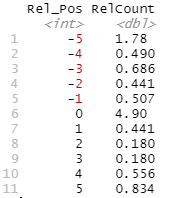 Rel_Pos RelCount
<int> <dbl>
1 -5 1.78
2 -4 0.490
3 -3 0.686
4 -2 0.441
5 -1 0.507
6 0 4.90
7 1 0.441
8 2 0.180
9 3 0.180
10 4 0.556
11 5 0.834